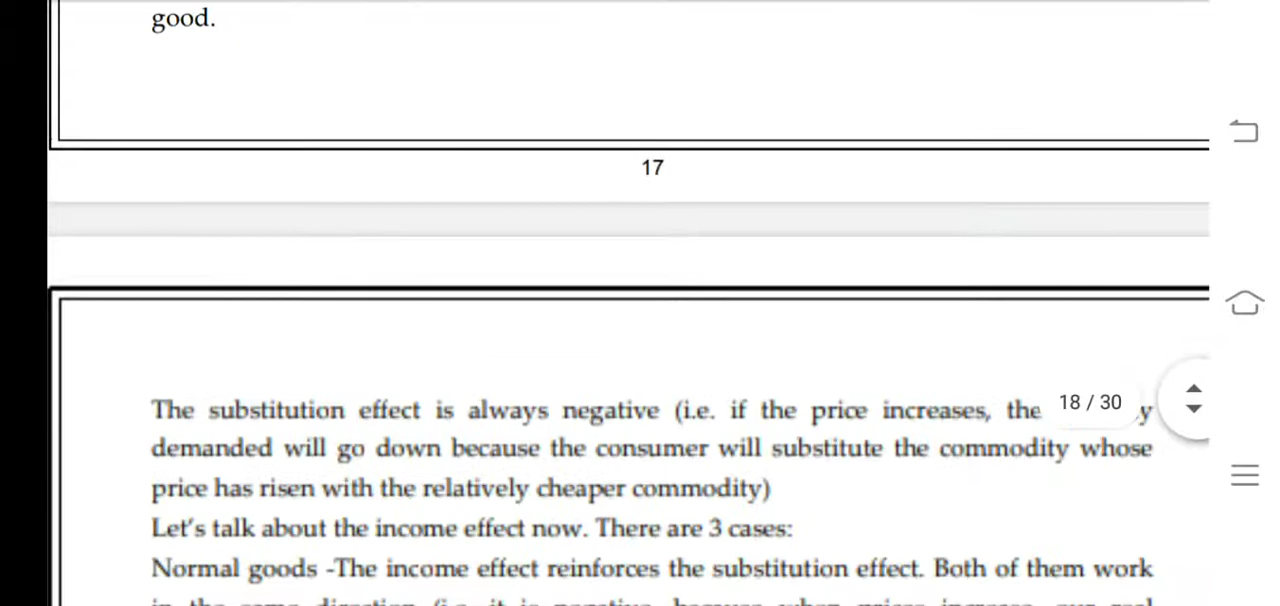 good.
17
The substitution effect is always negative (i.e. if the price increases, the
18 / 30
demanded will go down because the consumer will substitute the commodity whose
price has risen with the relatively cheaper commodity)
Let's talk about the income effect now. There are 3 cases:
Normal goods -The income effect reinforces the substitution effect. Both of them work